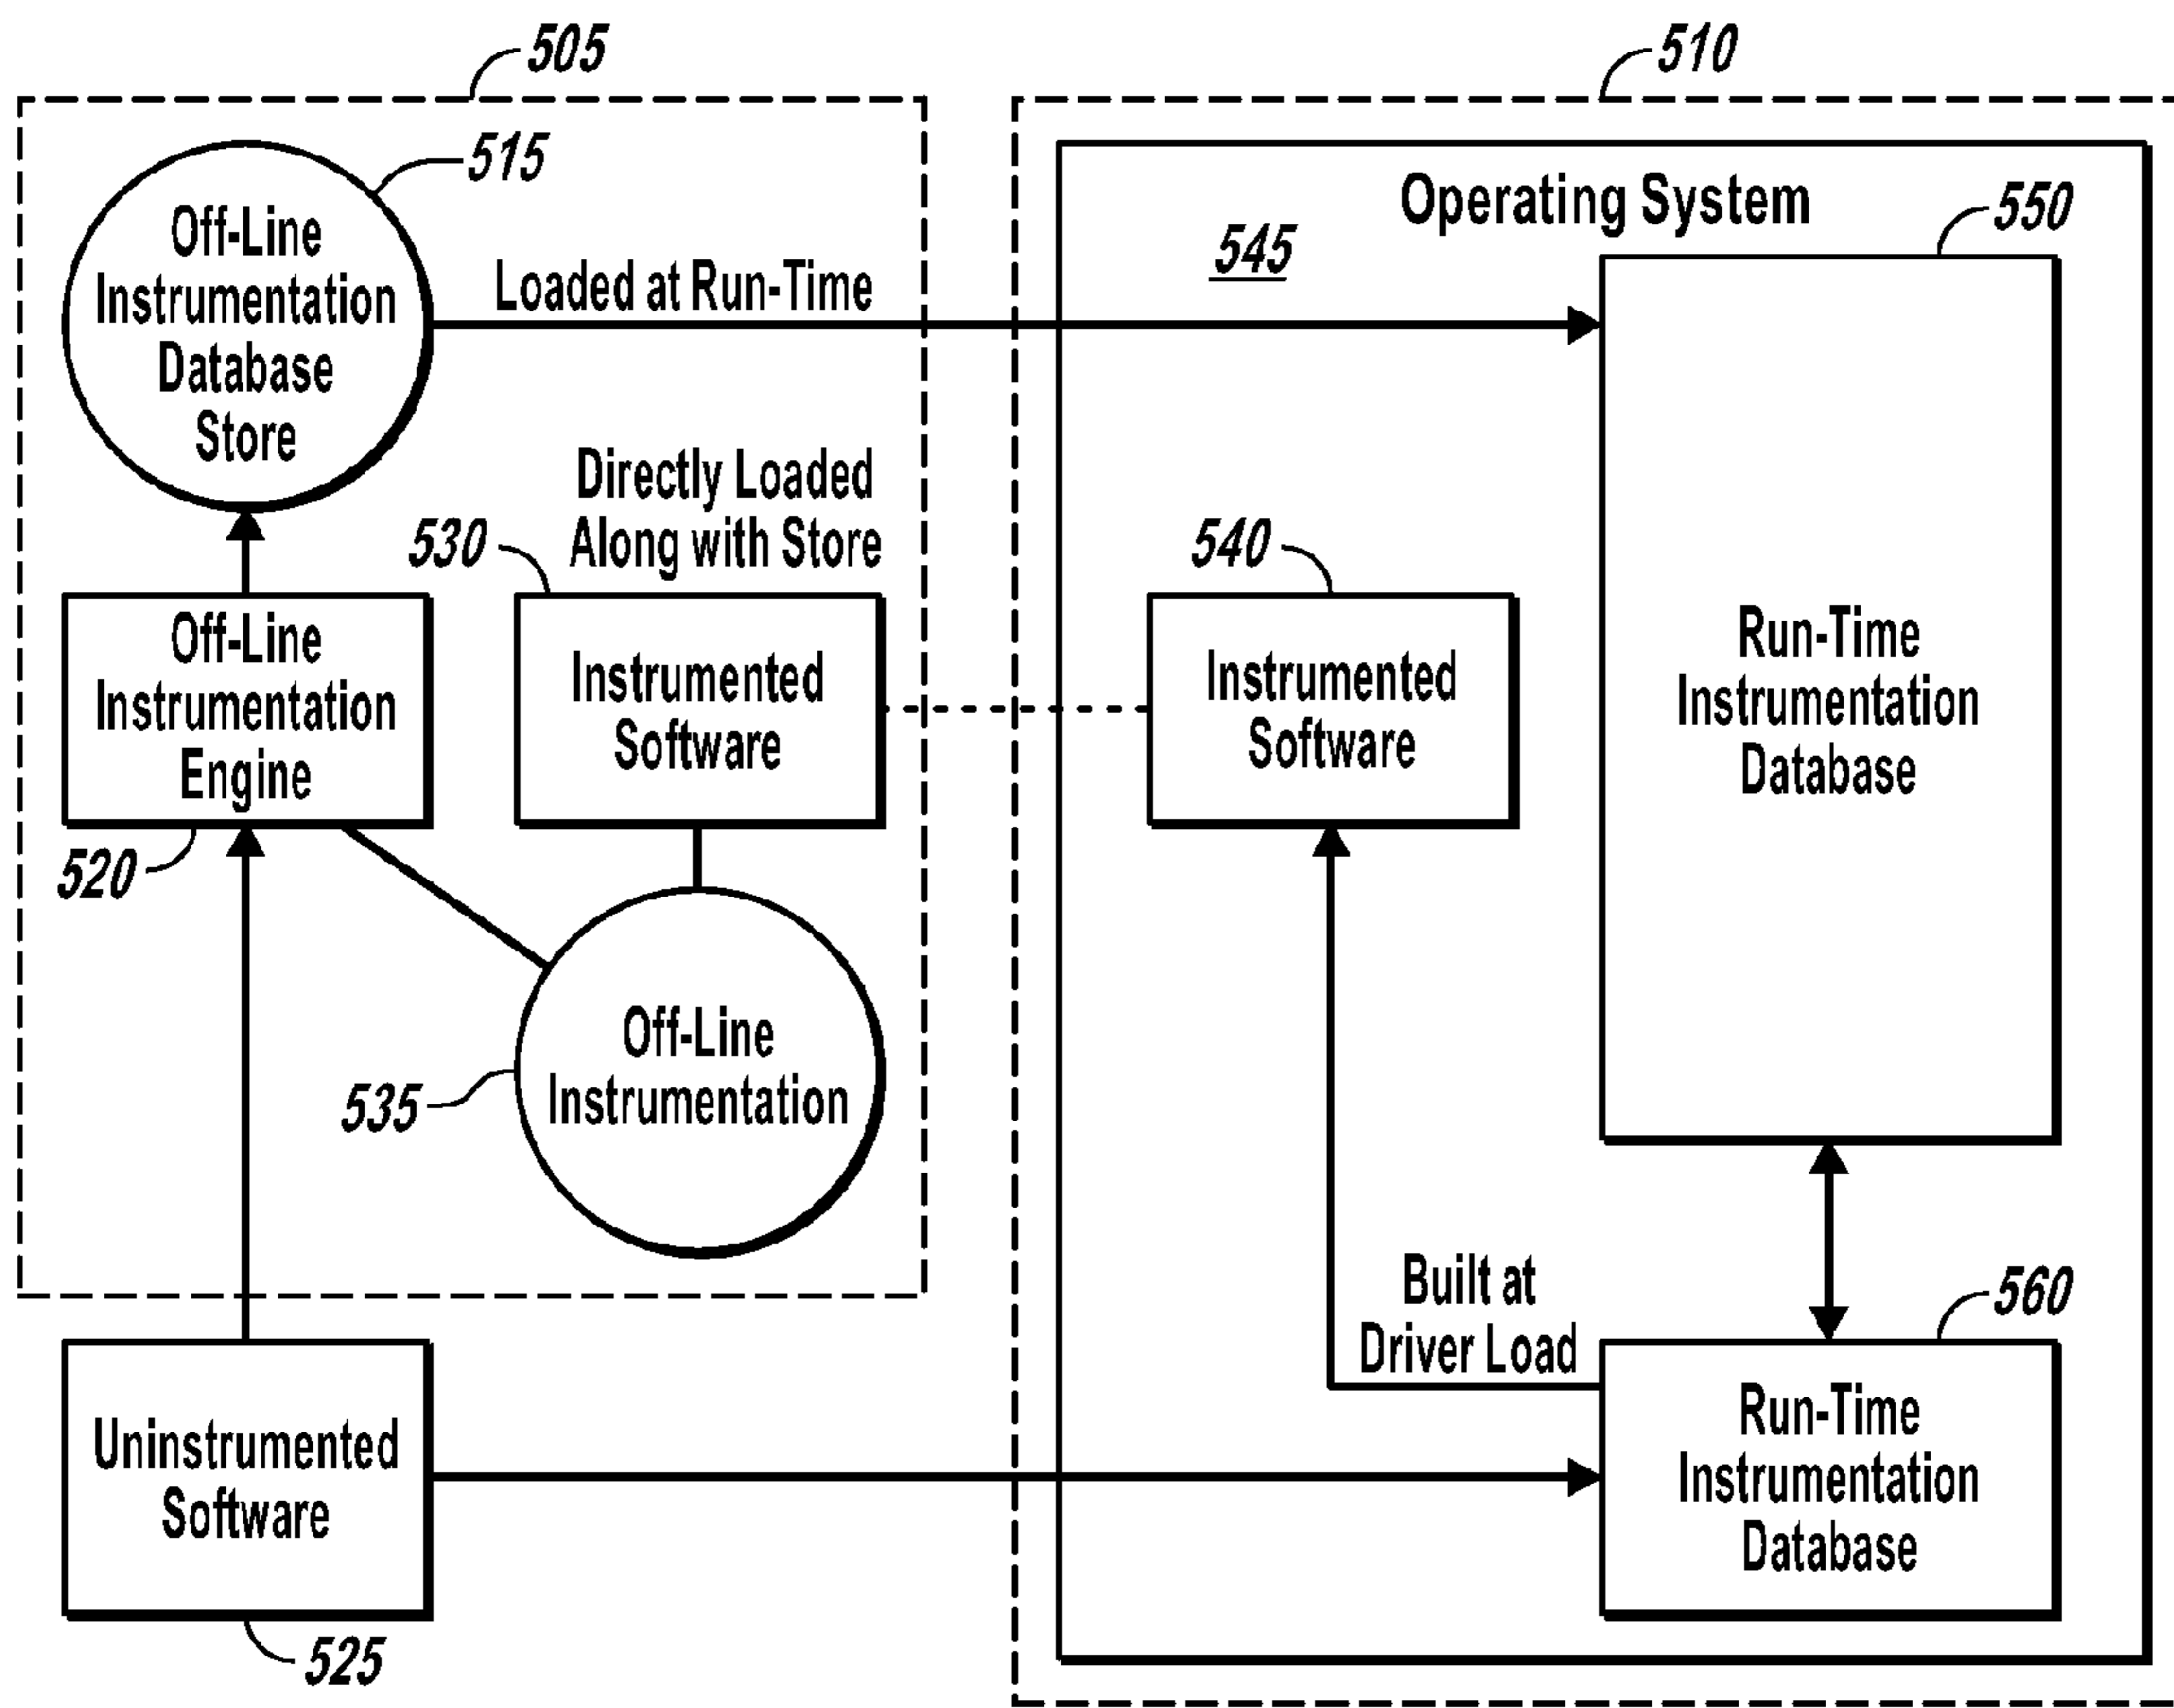 505
510
515
Off-Line
Instrumentation
Database
Store
Loaded at Run-Time
Operating System
545
550
Directly Loaded
Along with Store
530
540
Off-Line
Instrumentation
Engine
520
Instrumented
Software
Instrumented
Software
Run-Time
Instrumentation
Database
Off-Line
Instrumentation
535
Built at
Driver Load
560
Uninstrumented
Software
525
Run-Time
Instrumentation
Database